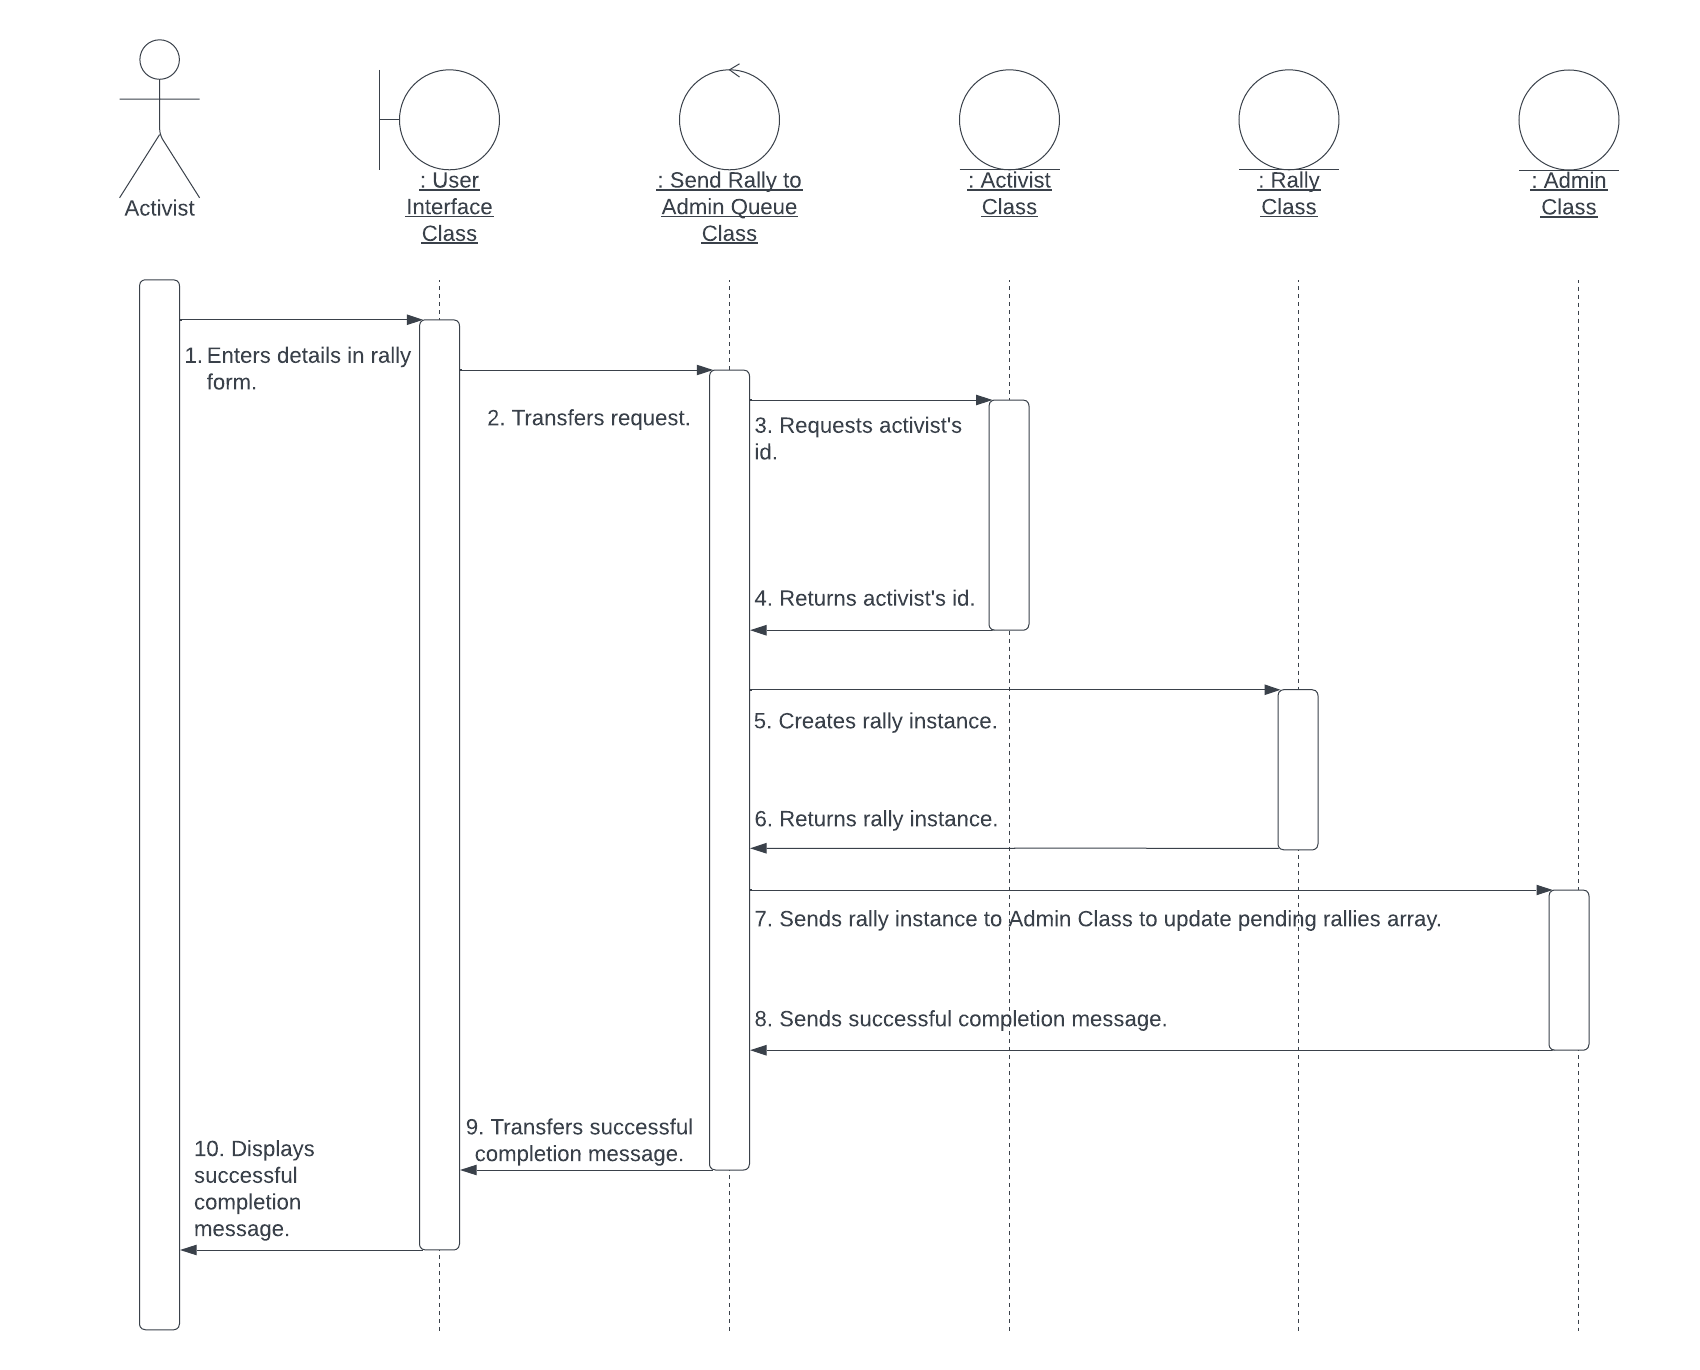 Activist
: User
Interface
Class
: Send Rally to
Admin Queue
Class
: Activist
Class
: Rally
Class
: Admin
Class
1. Enters details in rally
form.
2. Transfers request.
3. Requests activist's
id.
4. Returns activist's id.
5. Creates rally instance.
6. Returns rally instance.
7. Sends rally instance to Admin Class to update pending rallies array.
8. Sends successful completion message.
9. Transfers successful
completion message.
10. Displays
successful
completion
message.